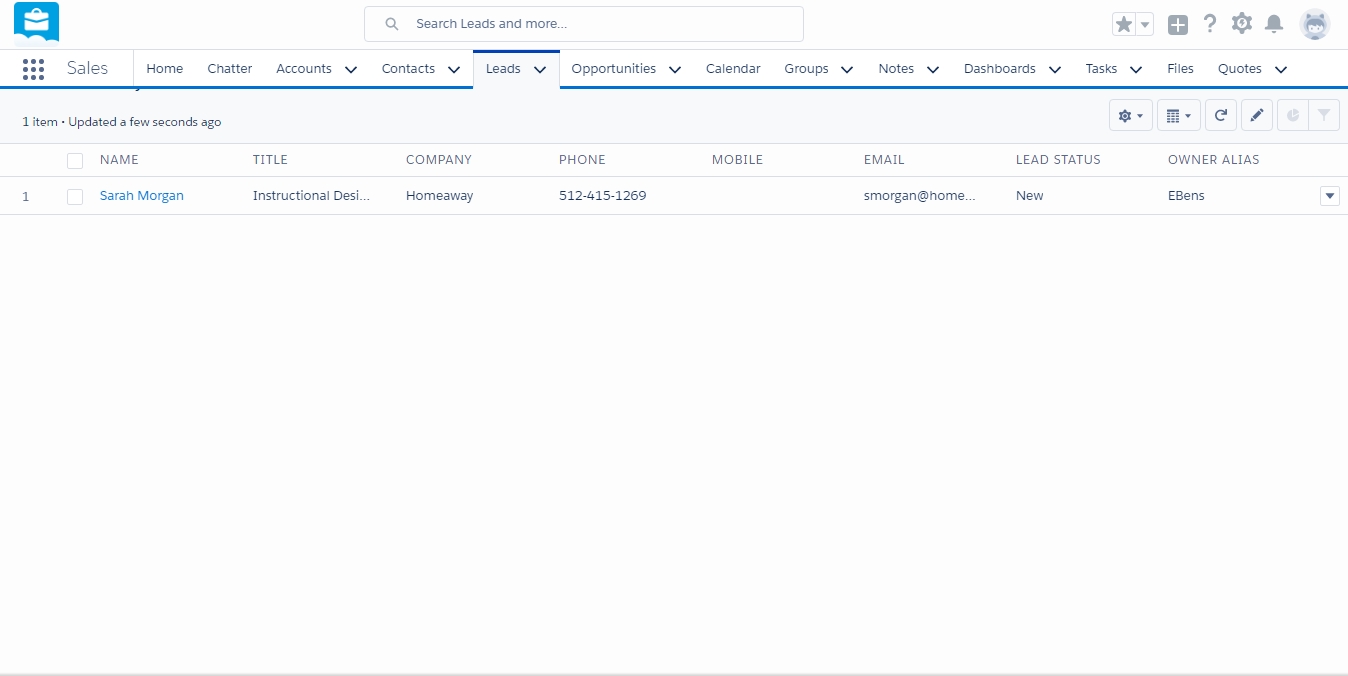 Search Leads and more...
Sales Home Chatter Accounts Contacts Leads Opportunities Calendar Groups Notes Dashboards Tasks Files Quotes
1 item • Updated a few seconds ago
NAME TITLE COMPANY PHONE MOBILE EMAIL LEAD STATUS OWNER ALIAS
1 Sarah Morgan Instructional Desi... Homeaway 512-415-1269 smorgan@home... New EBens